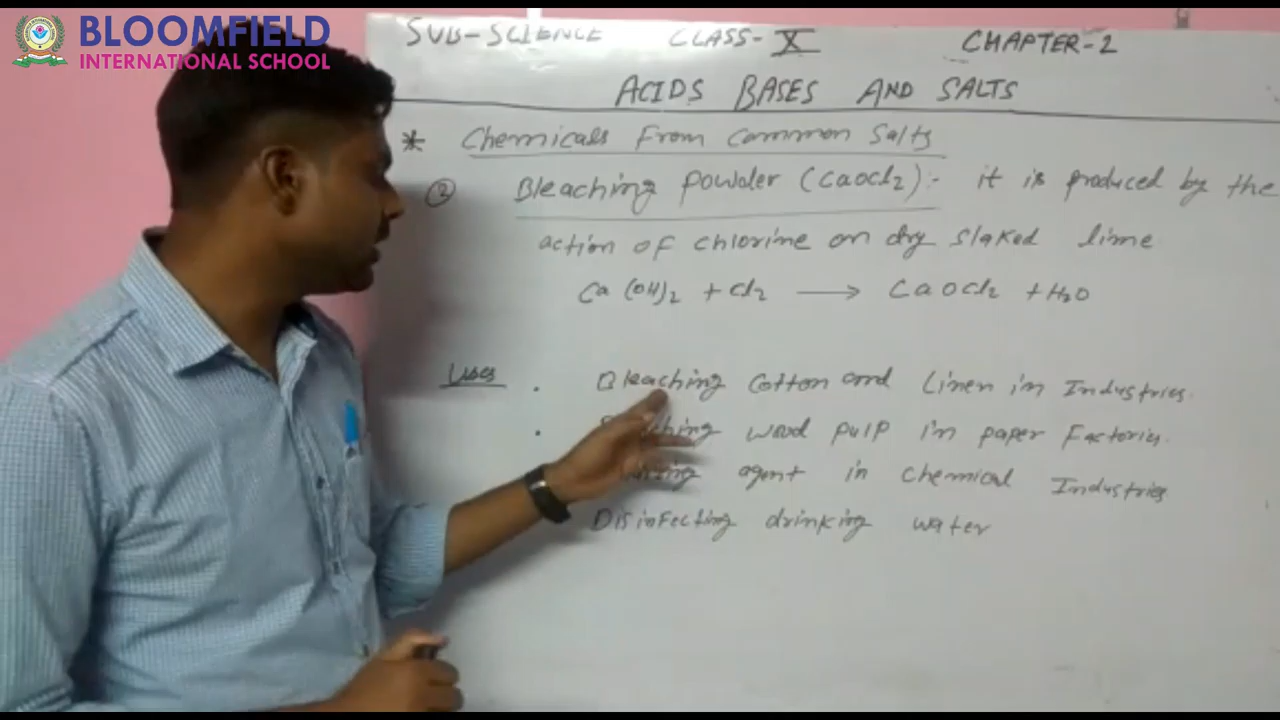 BLOOMFIELD
INTERNATIONAL SCHOOL
SUB-SCIENCE CLASS-X CHAPTER-2
ACIDS BASES AND SALTS
* Chemicals From Common Salts
② Bleaching Powder (CaOCl2):- it is produced by the
action of chlorine on dry slaked lime
Ca(OH)2 + Cl2 → CaOCl2 + H2O
Uses . Bleaching Cotton and Linen in Industries.
. wood pulp in paper Factories.
agent in chemical Industries
Disinfecting drinking water